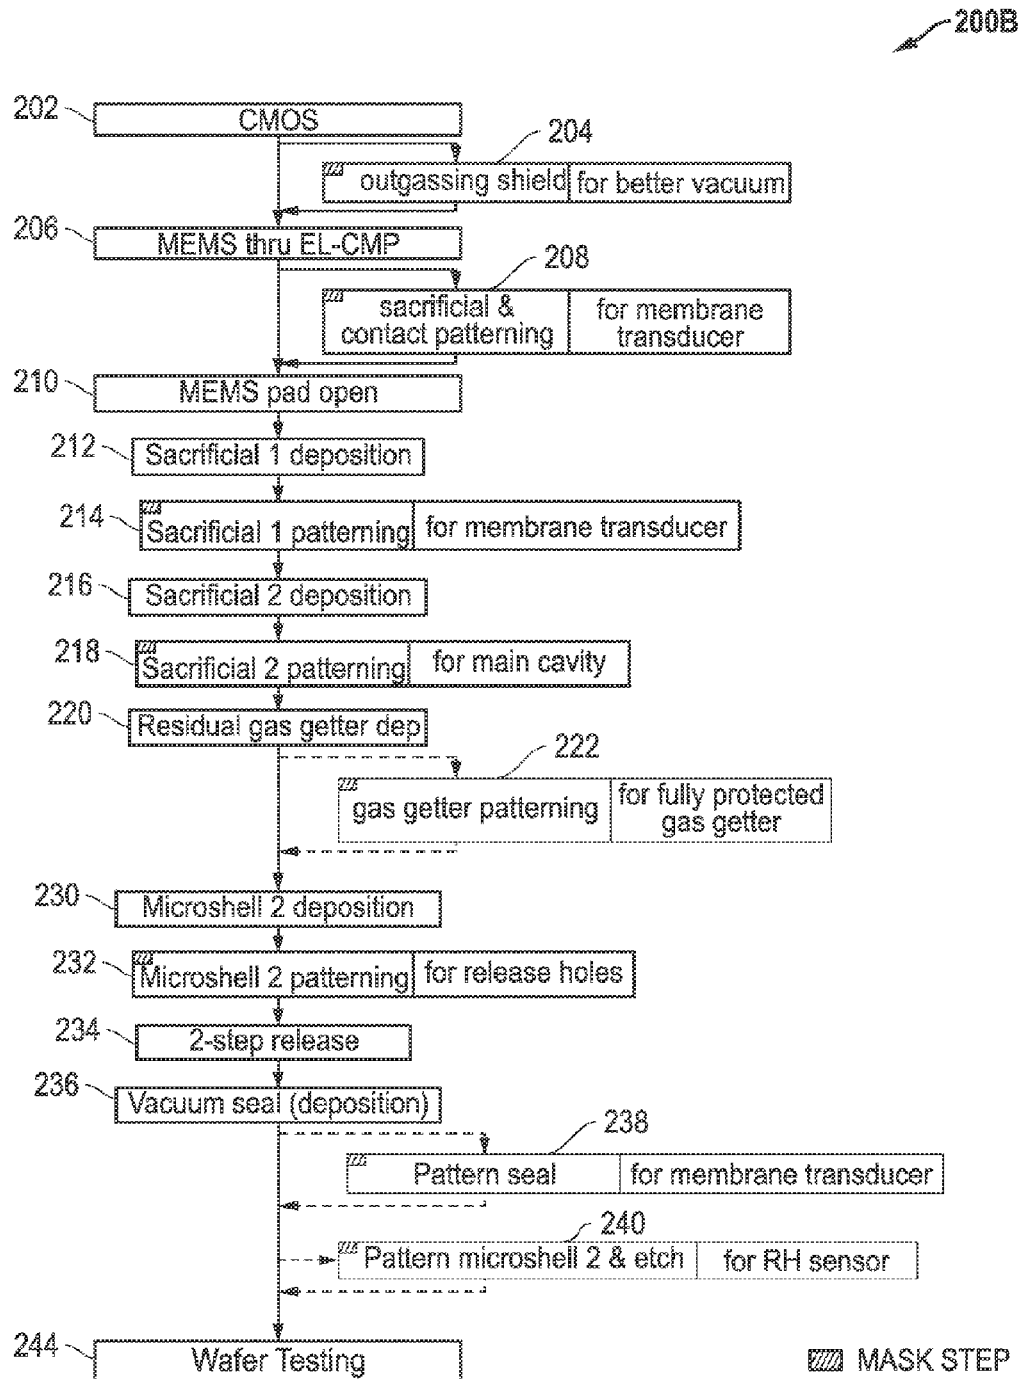 200B
202
CMOS
204
outgassing shield for better vacuum
206
MEMS thru EL-CMP
208
sacrificial & for membrane
contact patterning transducer
210
MEMS pad open
212
Sacrificial 1 deposition
214
Sacrificial 1 patterning for membrane transducer
216
Sacrificial 2 deposition
218
Sacrificial 2 patterning for main cavity
220
Residual gas getter dep
222
gas getter patterning for fully protected
gas getter
230
Microshell 2 deposition
232
Microshell 2 patterning for release holes
234
2-step release
236
Vacuum seal (deposition)
238
Pattern seal for membrane transducer
240
Pattern microshell 2 & etch for RH sensor
244
Wafer Testing
MASK STEP